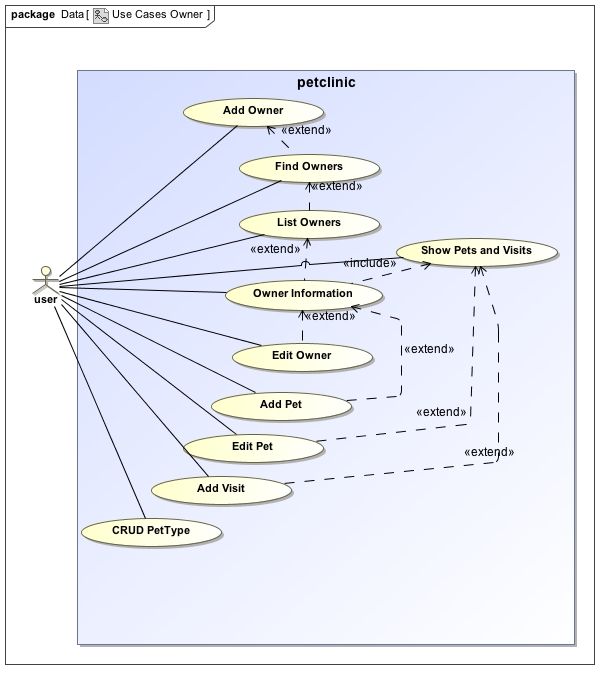 package Data [ Use Cases Owner ]
petclinic
Add Owner
«extend»
Find Owners
«extend»
List Owners
«extend»
Show Pets and Visits
«include»
user
Owner Information
«extend»
Edit Owner
«extend»
Add Pet
«extend»
Edit Pet
«extend»
Add Visit
CRUD PetType